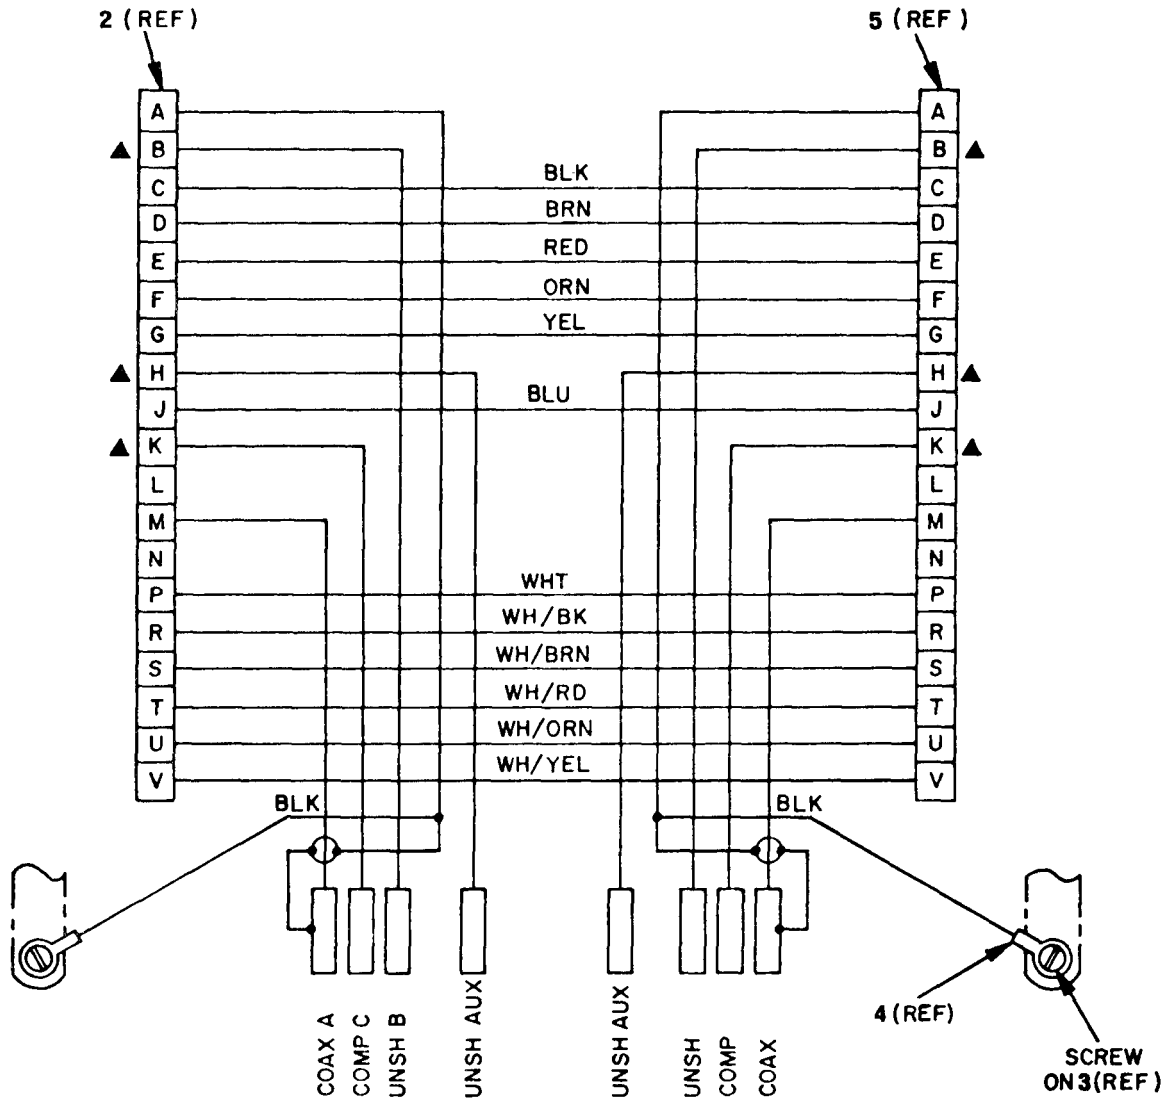 2 (REF)
5 (REF)
A
A
B
B
BLK
C
C
BRN
D
D
RED
E
E
ORN
F
F
YEL
G
G
H
H
BLU
J
J
K
K
L
L
M
M
N
N
WHT
P
P
WH/BK
R
R
WH/BRN
S
S
WH/RD
T
T
WH/ORN
U
U
WH/YEL
V
V
BLK
BLK
COAX A
COMP C
UNSH B
UNSH AUX
UNSH AUX
UNSH
COMP
COAX
4 (REF)
SCREW
ON 3 (REF)